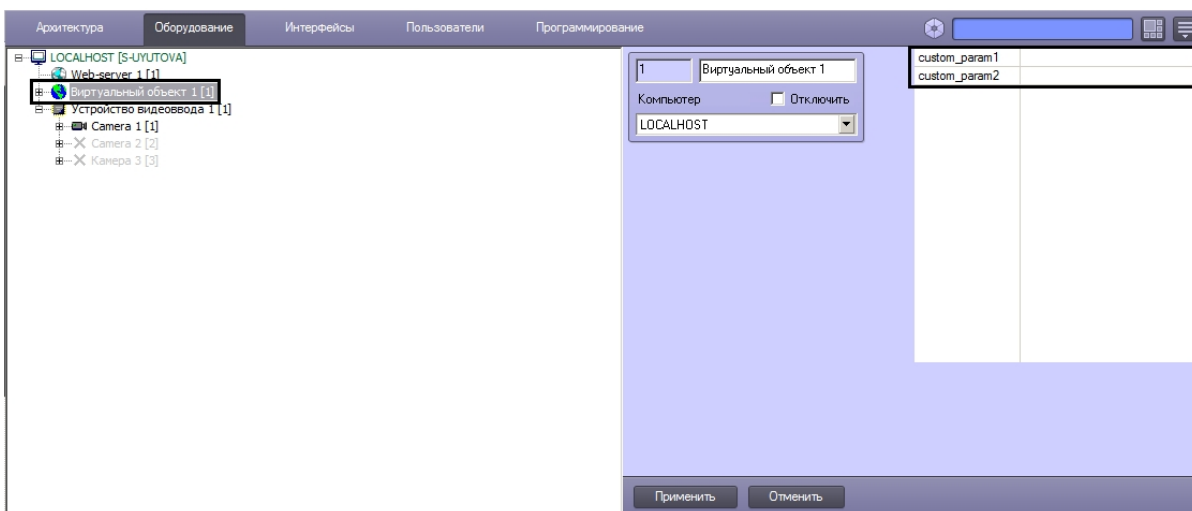 Архитектура Оборудование Интерфейсы Пользователи Программирование
LOCALHOST [S-UYUTOVA]
Web-server 1 [1]
Виртуальный объект 1 [1]
Устройство видеоввода 1 [1]
Camera 1 [1]
Camera 2 [2]
Камера 3 [3]
1 Виртуальный объект 1
Компьютер Отключить
LOCALHOST
custom_param1
custom_param2
Применить Отменить